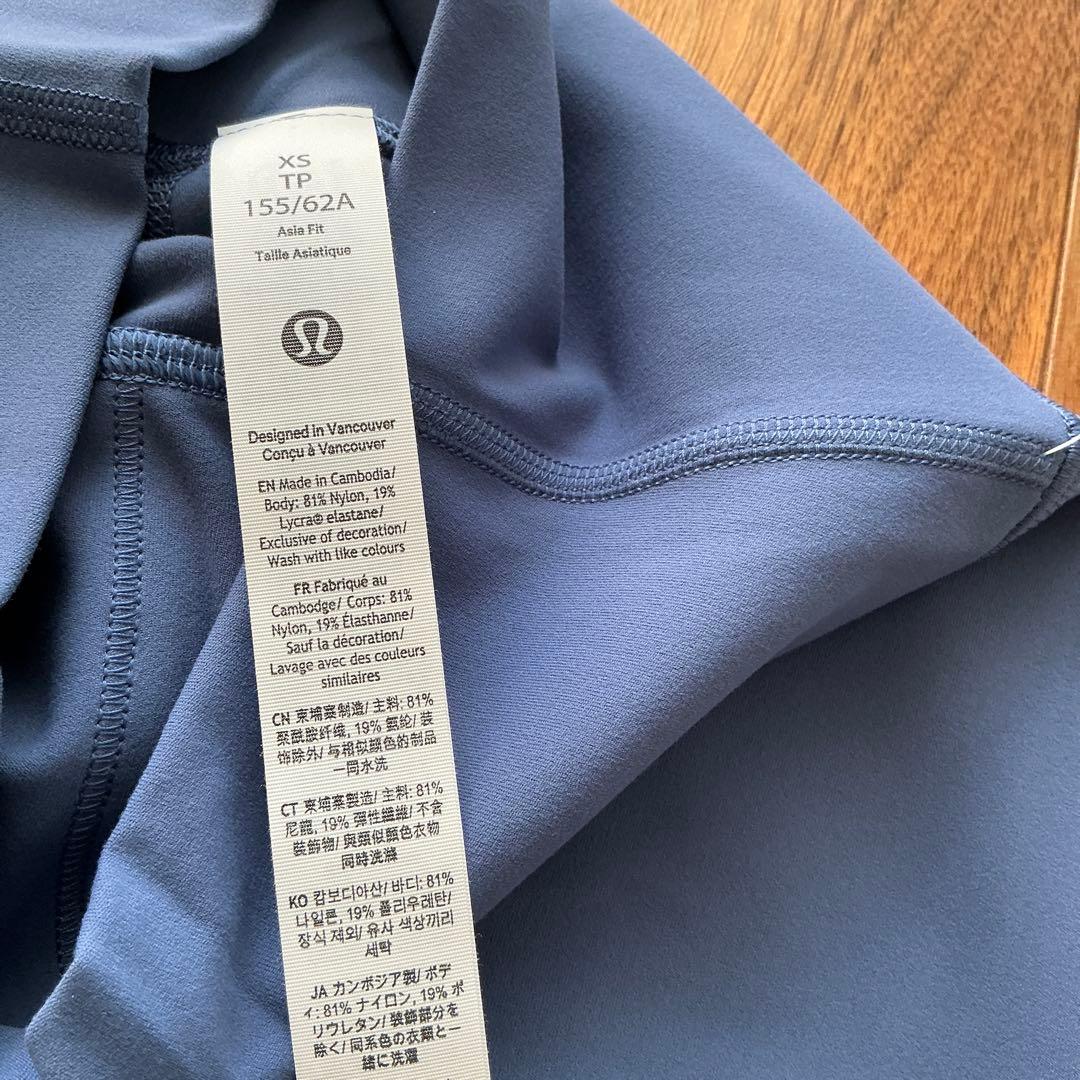 XS
TP
155/62A
Asia Fit
Taille Asiatique
Designed in Vancouver
Conçu à Vancouver
EN Made in Cambodia/
Body: 81% Nylon, 19%
Lycra® elastane/
Exclusive of decoration/
Wash with like colours
FR Fabriqué au
Cambodge/ Corps: 81%
Nylon, 19% Élasthanne/
Sauf la décoration/
Lavage avec des couleurs
similaires
CN 柬埔寨制造/ 主料: 81%
聚酰胺纤维, 19% 氨纶/ 装
饰除外/ 与相似颜色的制品
一同水洗
CT 柬埔寨製造/ 主料: 81%
尼龍, 19% 彈性纖維/ 不含
裝飾物/ 與類似顏色衣物
同時洗滌
KO 캄보디아산/ 바디: 81%
나일론, 19% 폴리우레탄/
장식 제외/ 유사 색상끼리
세탁
JA カンボジア製/ ボデ
ィ: 81% ナイロン, 19% ポ
リウレタン/ 装飾部分を
除く/ 同系色の衣類と一
緒に洗濯